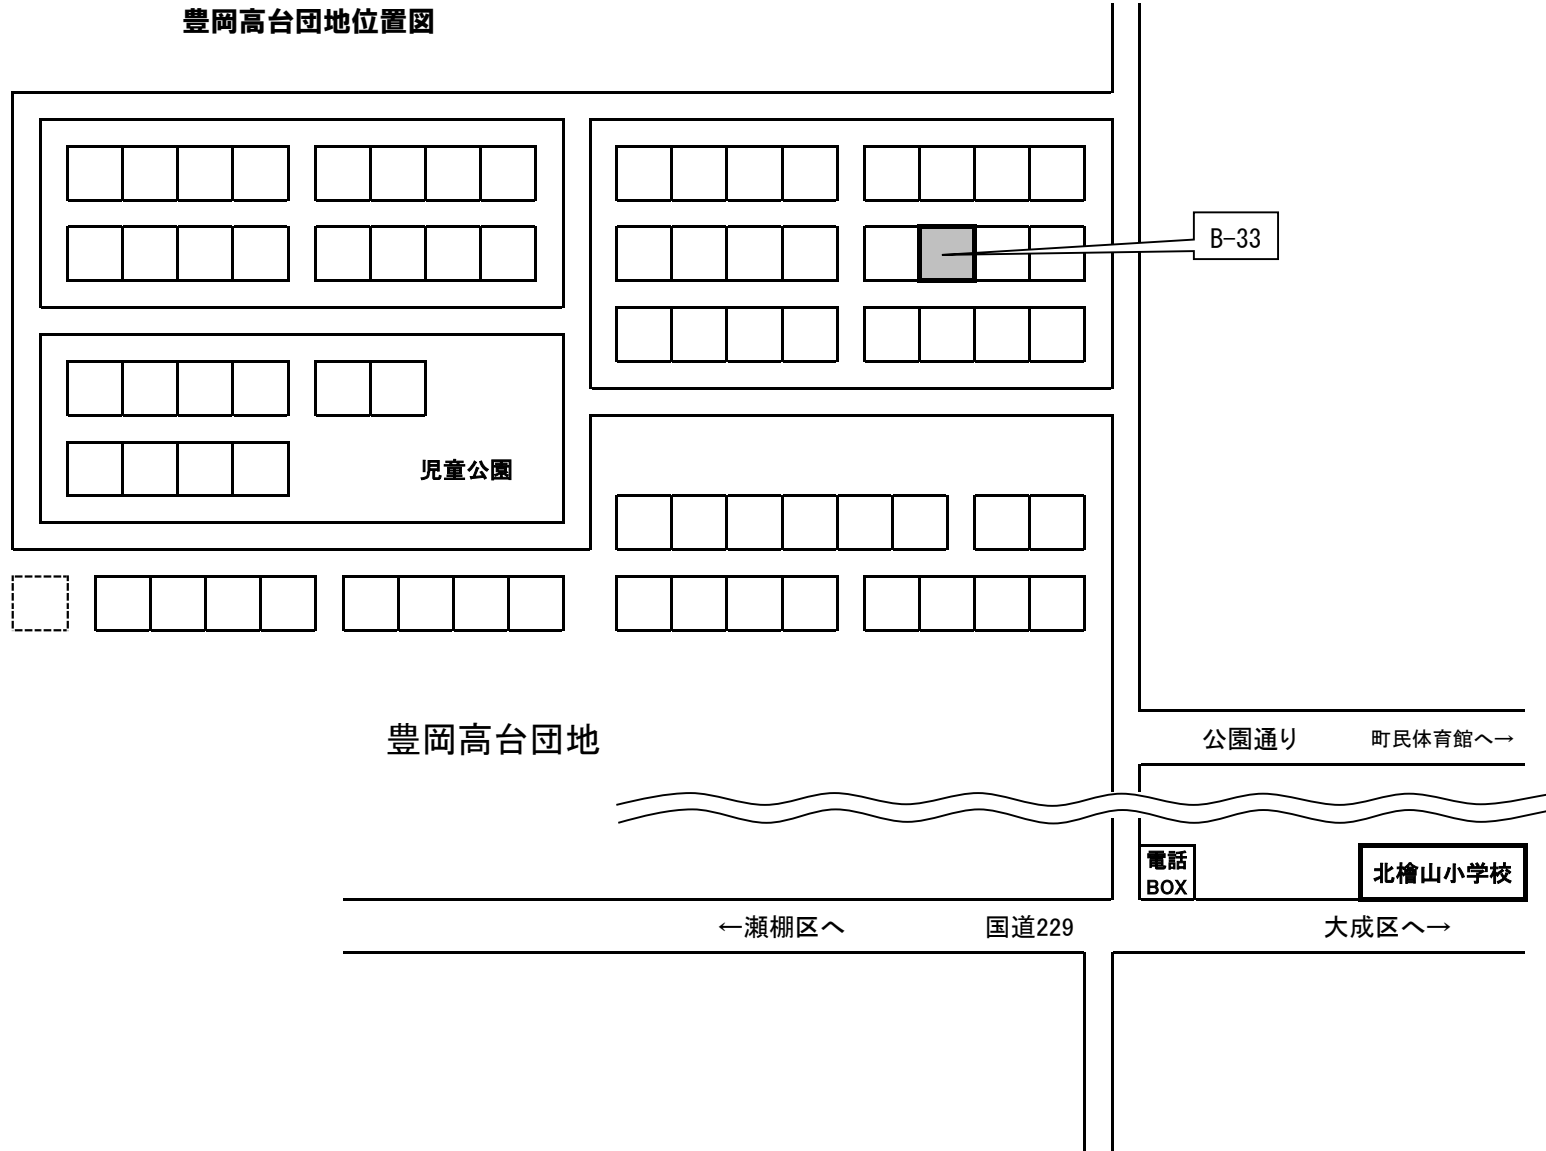 豊岡高台団地位置図
B-33
児童公園
豊岡高台団地
公園通り
町民体育館へ→
電話
BOX
北檜山小学校
←瀬棚区へ
国道229
大成区へ→